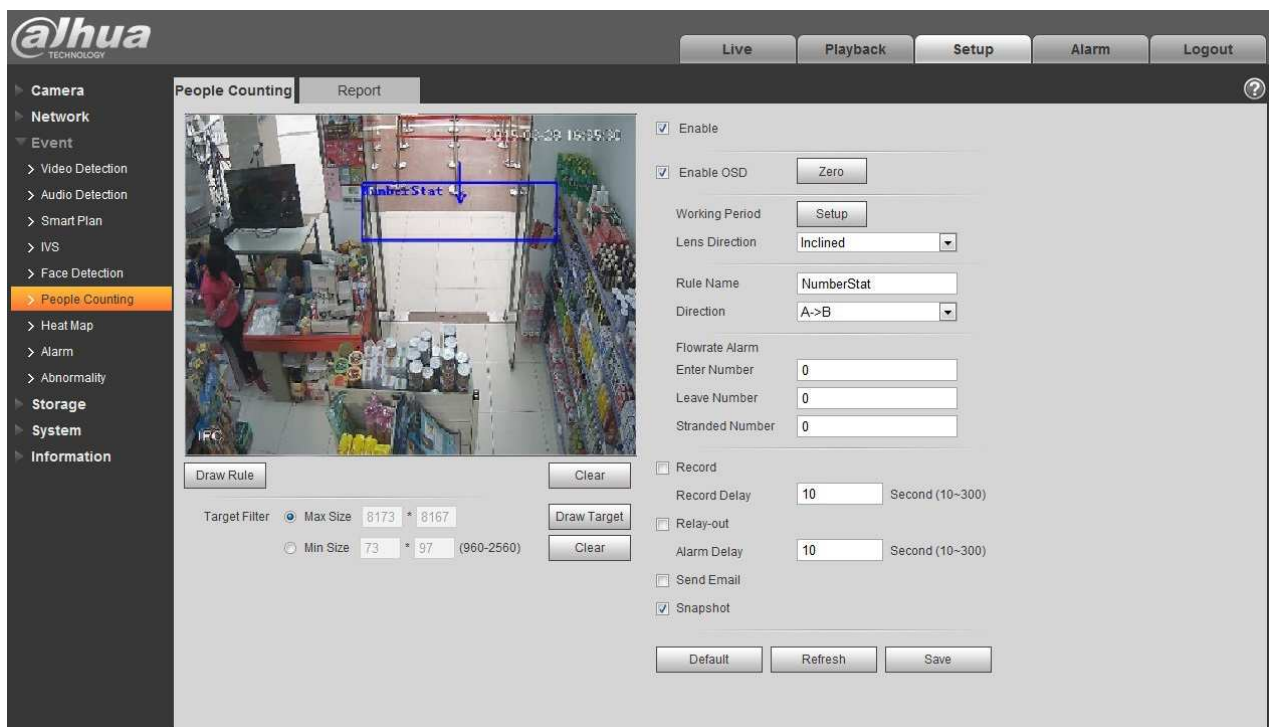 alhua
TECHNOLOGY
Live
Playback
Setup
Alarm
Logout
Camera
Network
Event
Video Detection
Audio Detection
Smart Plan
IVS
Face Detection
People Counting
Heat Map
Alarm
Abnormality
Storage
System
Information
People Counting
Report
?
NumberStat
IPC
Draw Rule
Clear
Target Filter Max Size 8173 * 8167 Draw Target
Min Size 73 * 97 (960-2560) Clear
Enable
Enable OSD Zero
Working Period Setup
Lens Direction Inclined
Rule Name NumberStat
Direction A->B
Flowrate Alarm
Enter Number 0
Leave Number 0
Stranded Number 0
Record
Record Delay 10 Second (10~300)
Relay-out
Alarm Delay 10 Second (10~300)
Send Email
Snapshot
Default Refresh Save